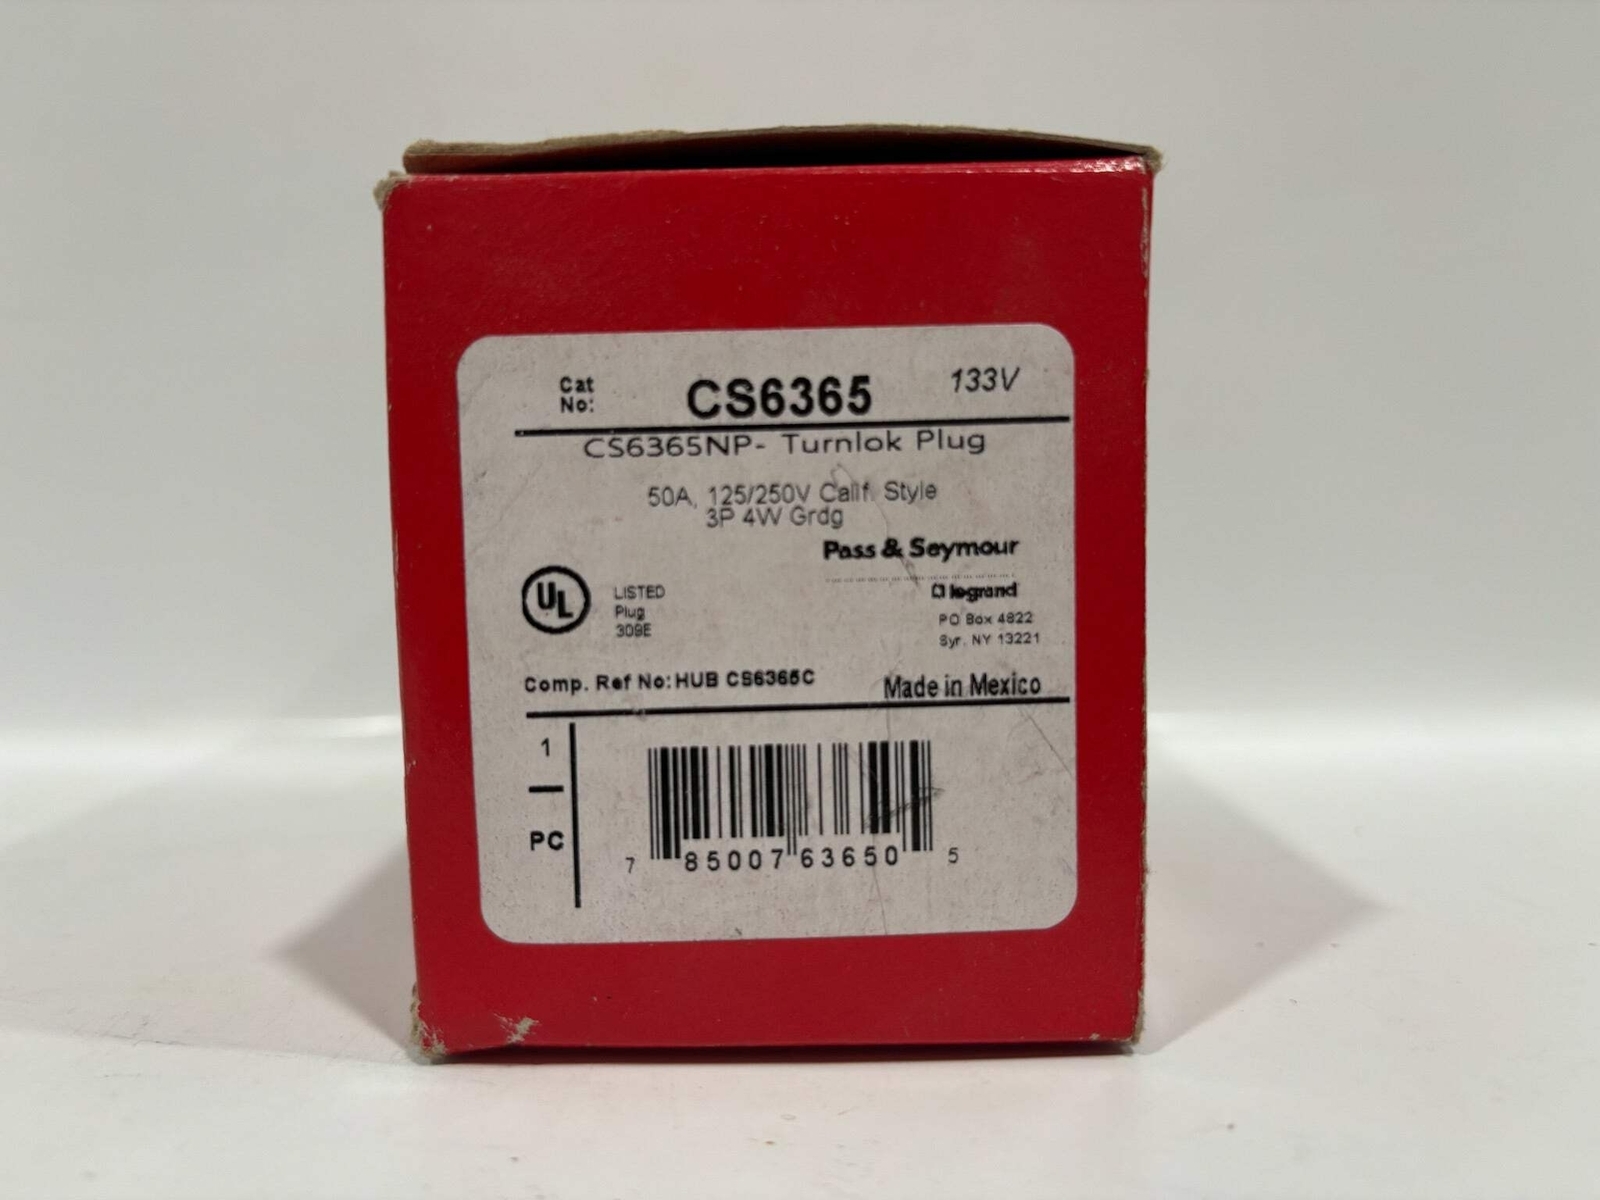 Cat No: CS6365 133V
CS6365NP- Turnlok Plug
50A, 125/250V Calif. Style
3P 4W Grdg
Pass & Seymour
legrand
UL LISTED
Plug
309E
PO Box 4822
Syr. NY 13221
Comp. Ref No: HUB CS6365C
Made in Mexico
1
PC
7 85007 63650 5